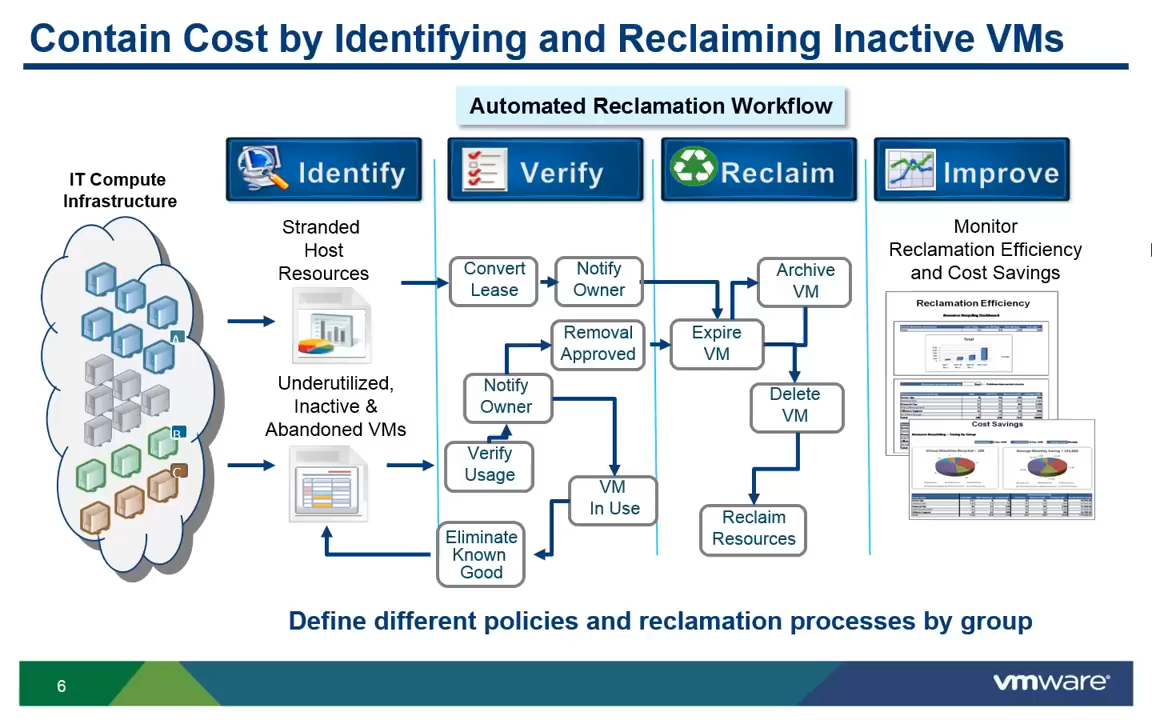 Contain Cost by Identifying and Reclaiming Inactive VMs
Automated Reclamation Workflow
IT Compute
Infrastructure
A
B
C
Identify
Verify
Reclaim
Improve
Stranded
Host
Resources
Underutilized,
Inactive &
Abandoned VMs
Convert
Lease
Notify
Owner
Removal
Approved
Notify
Owner
Verify
Usage
VM
In Use
Eliminate
Known
Good
Archive
VM
Expire
VM
Delete
VM
Reclaim
Resources
Monitor
Reclamation Efficiency
and Cost Savings
Reclamation Efficiency
Total
Cost Savings
Define different policies and reclamation processes by group
6
vmware